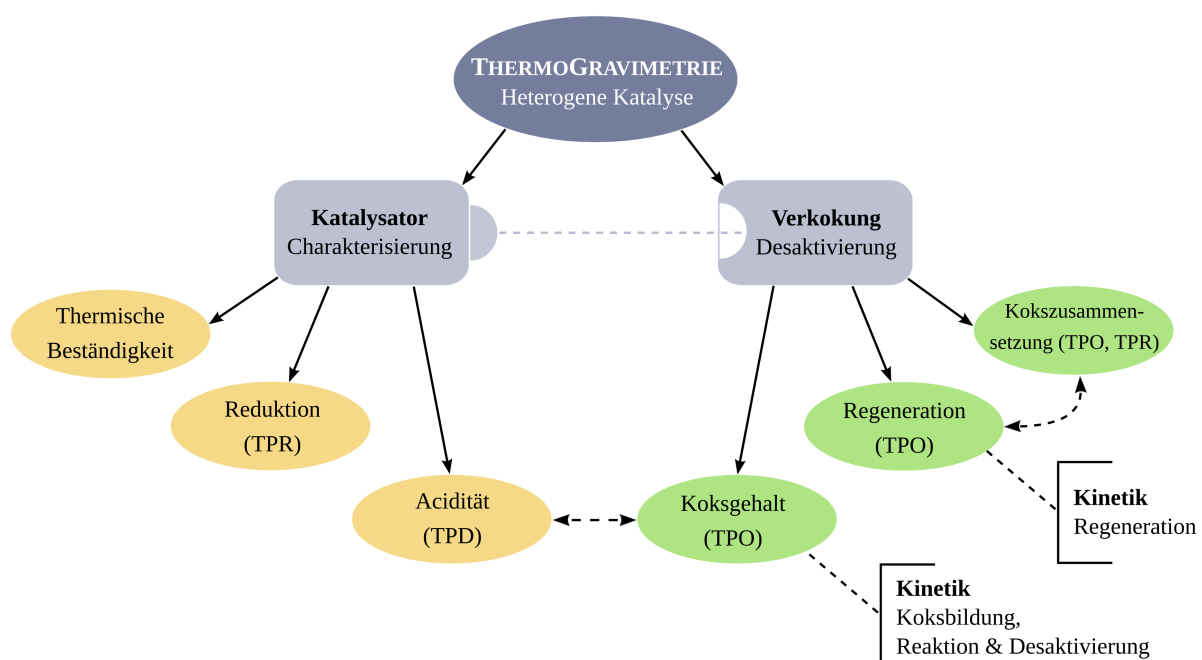 THERMOGRAVIMETRIE
Heterogene Katalyse
Katalysator
Charakterisierung
Verkokung
Desaktivierung
Thermische
Beständigkeit
Reduktion
(TPR)
Acidität
(TPD)
Koksgehalt
(TPO)
Regeneration
(TPO)
Kokszusammen-
setzung (TPO, TPR)
Kinetik
Regeneration
Kinetik
Koksbildung,
Reaktion & Desaktivierung